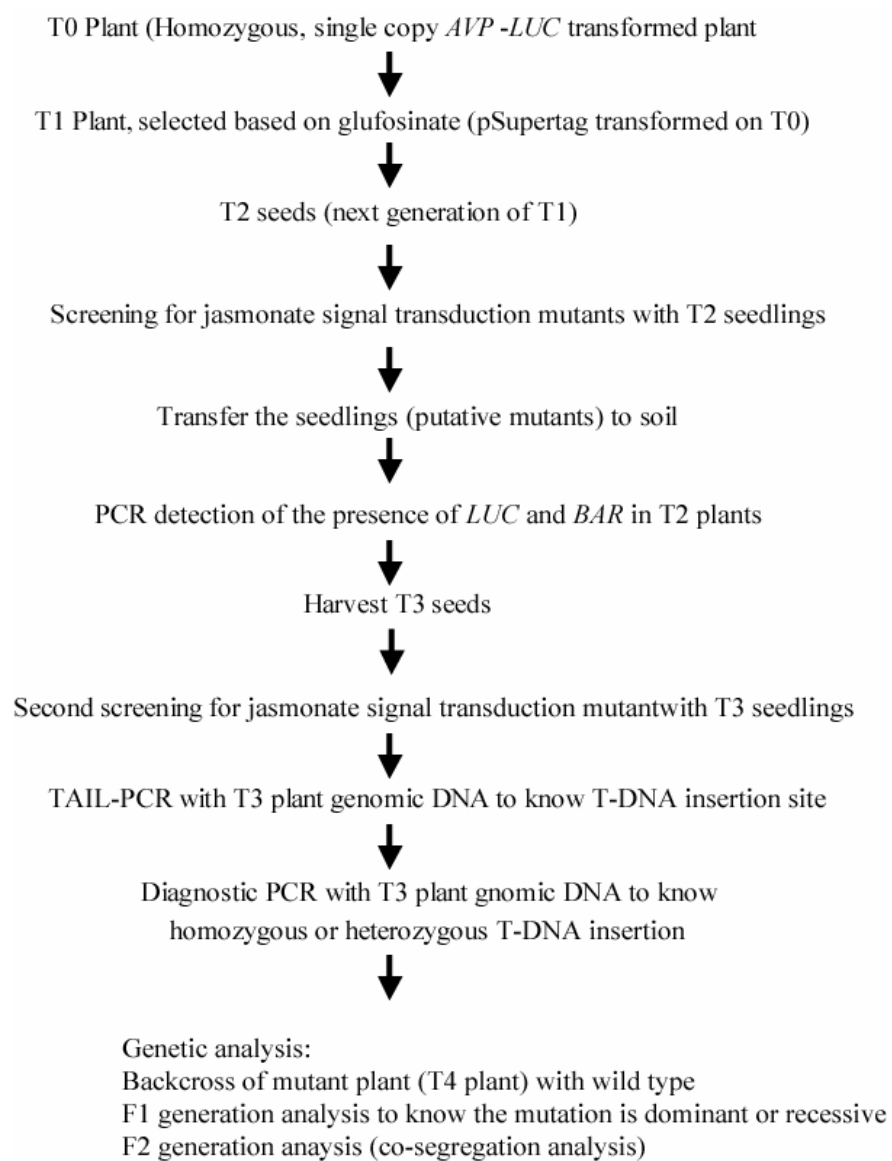 T0 Plant (Homozygous, single copy AVP -LUC transformed plant
T1 Plant, selected based on glufosinate (pSupertag transformed on T0)
T2 seeds (next generation of T1)
Screening for jasmonate signal transduction mutants with T2 seedlings
Transfer the seedlings (putative mutants) to soil
PCR detection of the presence of LUC and BAR in T2 plants
Harvest T3 seeds
Second screening for jasmonate signal transduction mutantwith T3 seedlings
TAIL-PCR with T3 plant genomic DNA to know T-DNA insertion site
Diagnostic PCR with T3 plant gnomic DNA to know
homozygous or heterozygous T-DNA insertion
Genetic analysis:
Backcross of mutant plant (T4 plant) with wild type
F1 generation analysis to know the mutation is dominant or recessive
F2 generation anaysis (co-segregation analysis)